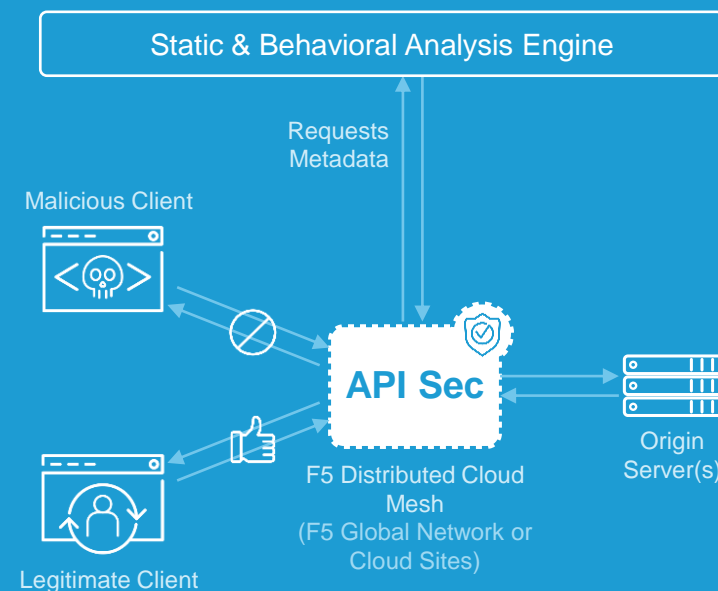 Static & Behavioral Analysis Engine
Requests
Metadata
Malicious Client
API Sec
Origin
Server(s)
F5 Distributed Cloud
Mesh
(F5 Global Network or
Cloud Sites)
Legitimate Client